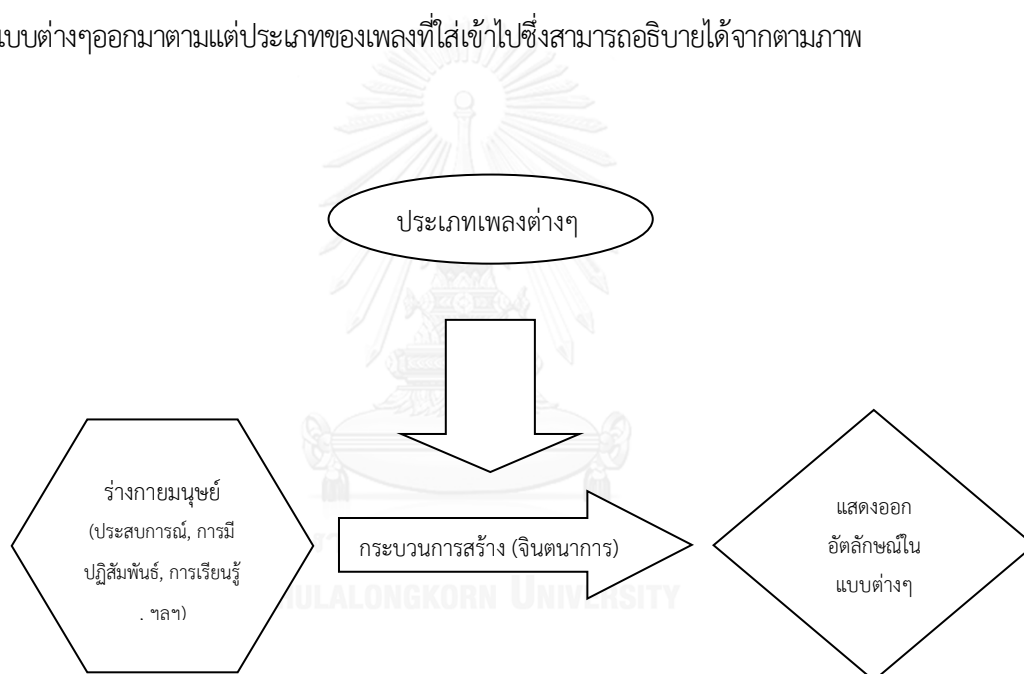 แบบต่างๆออกมาตามแต่ประเภทของเพลงที่ใส่เข้าไปซึ่งสามารถอธิบายได้จากตามภาพ
ประเภทเพลงต่างๆ
ร่างกายมนุษย์
(ประสบการณ์, การมี
ปฏิสัมพันธ์, การเรียนรู้
. ฯลฯ)
กระบวนการสร้าง (จินตนาการ)
แสดงออก
อัตลักษณ์ใน
แบบต่างๆ
HULALONGKORN UNIVERSITY